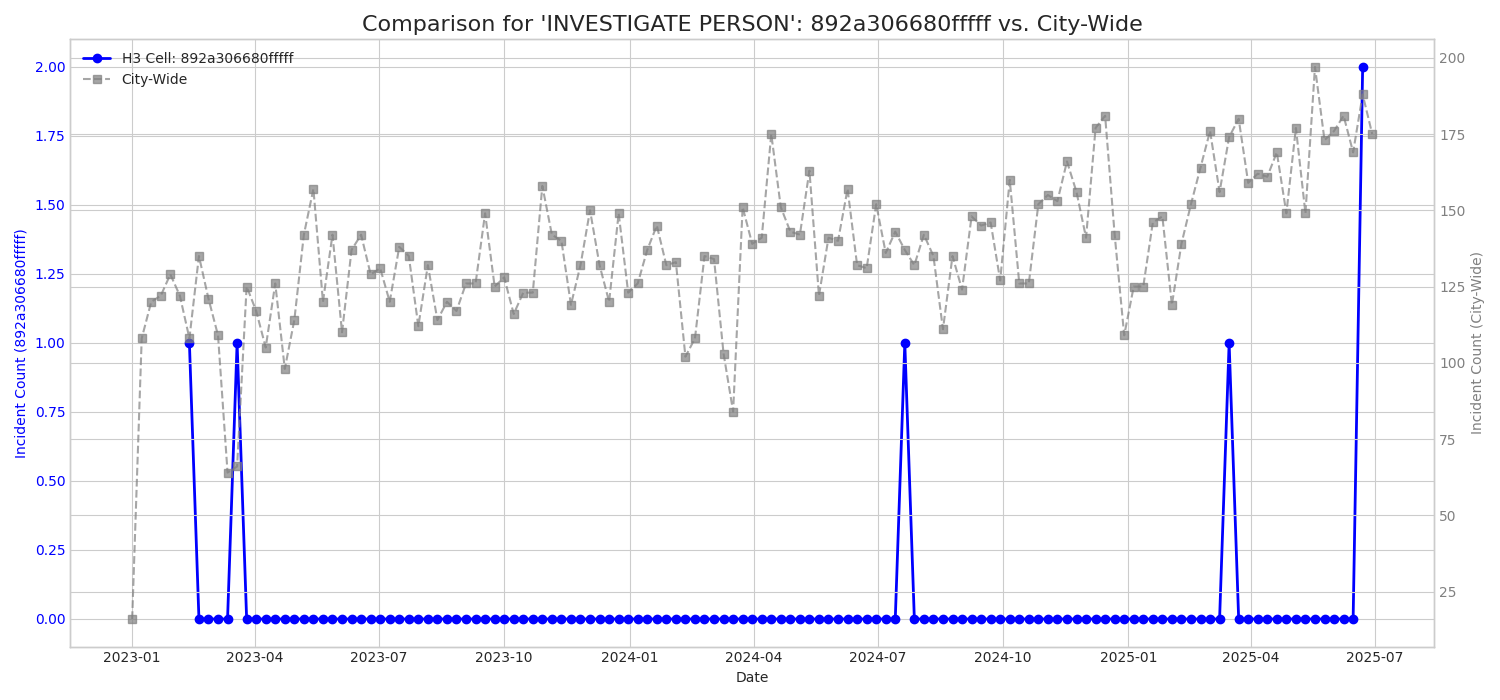 Comparison for 'INVESTIGATE PERSON': 892a306680fffff vs. City-Wide
H3 Cell: 892a306680fffff
City-Wide
Incident Count (892a306680fffff)
2.00
1.75
1.50
1.25
1.00
0.75
0.50
0.25
0.00
200
175
150
125
100
75
50
25
Incident Count (City-Wide)
2023-01 2023-04 2023-07 2023-10 2024-01 2024-04 2024-07 2024-10 2025-01 2025-04 2025-07
Date